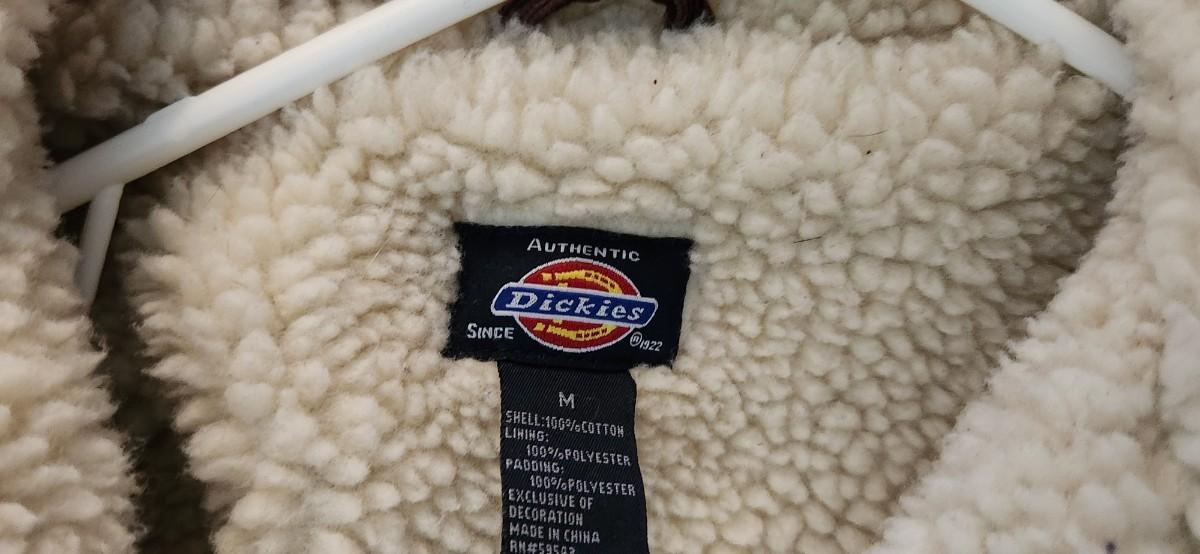 AUTHENTIC
Dickies
SINCE ®1922
M
SHELL:100%COTTON
LINING:
100%POLYESTER
PADDING:
100%POLYESTER
EXCLUSIVE OF
DECORATION
MADE IN CHINA